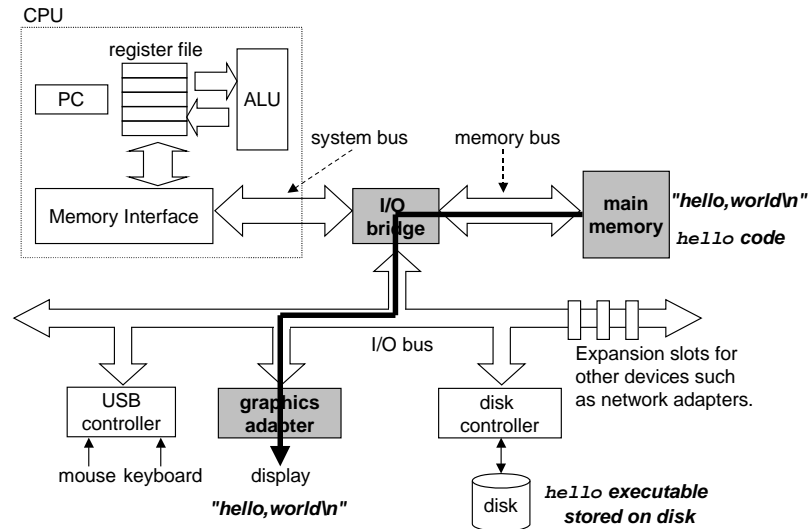 CPU
register file
PC
ALU
system bus
memory bus
Memory Interface
I/O
bridge
main
memory
"hello,world\n"
hello code
I/O bus
Expansion slots for
other devices such
as network adapters.
USB
controller
graphics
adapter
disk
controller
mouse keyboard
display
"hello,world\n"
disk
hello executable
stored on disk